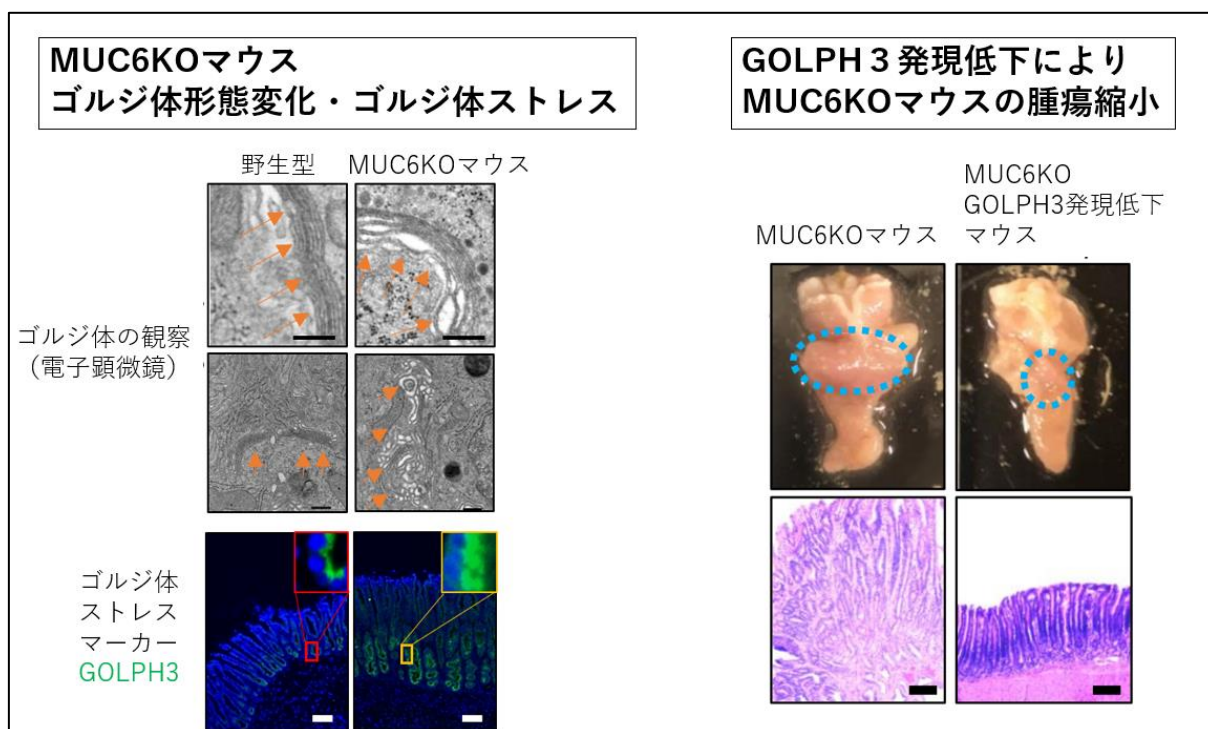 MUC6KOマウス
ゴルジ体形態変化・ゴルジ体ストレス
野生型
MUC6KOマウス
ゴルジ体の観察
(電子顕微鏡)
ゴルジ体
ストレス
マーカー
GOLPH3
GOLPH３発現低下により
MUC6KOマウスの腫瘍縮小
MUC6KOマウス
MUC6KO
GOLPH3発現低下
マウス